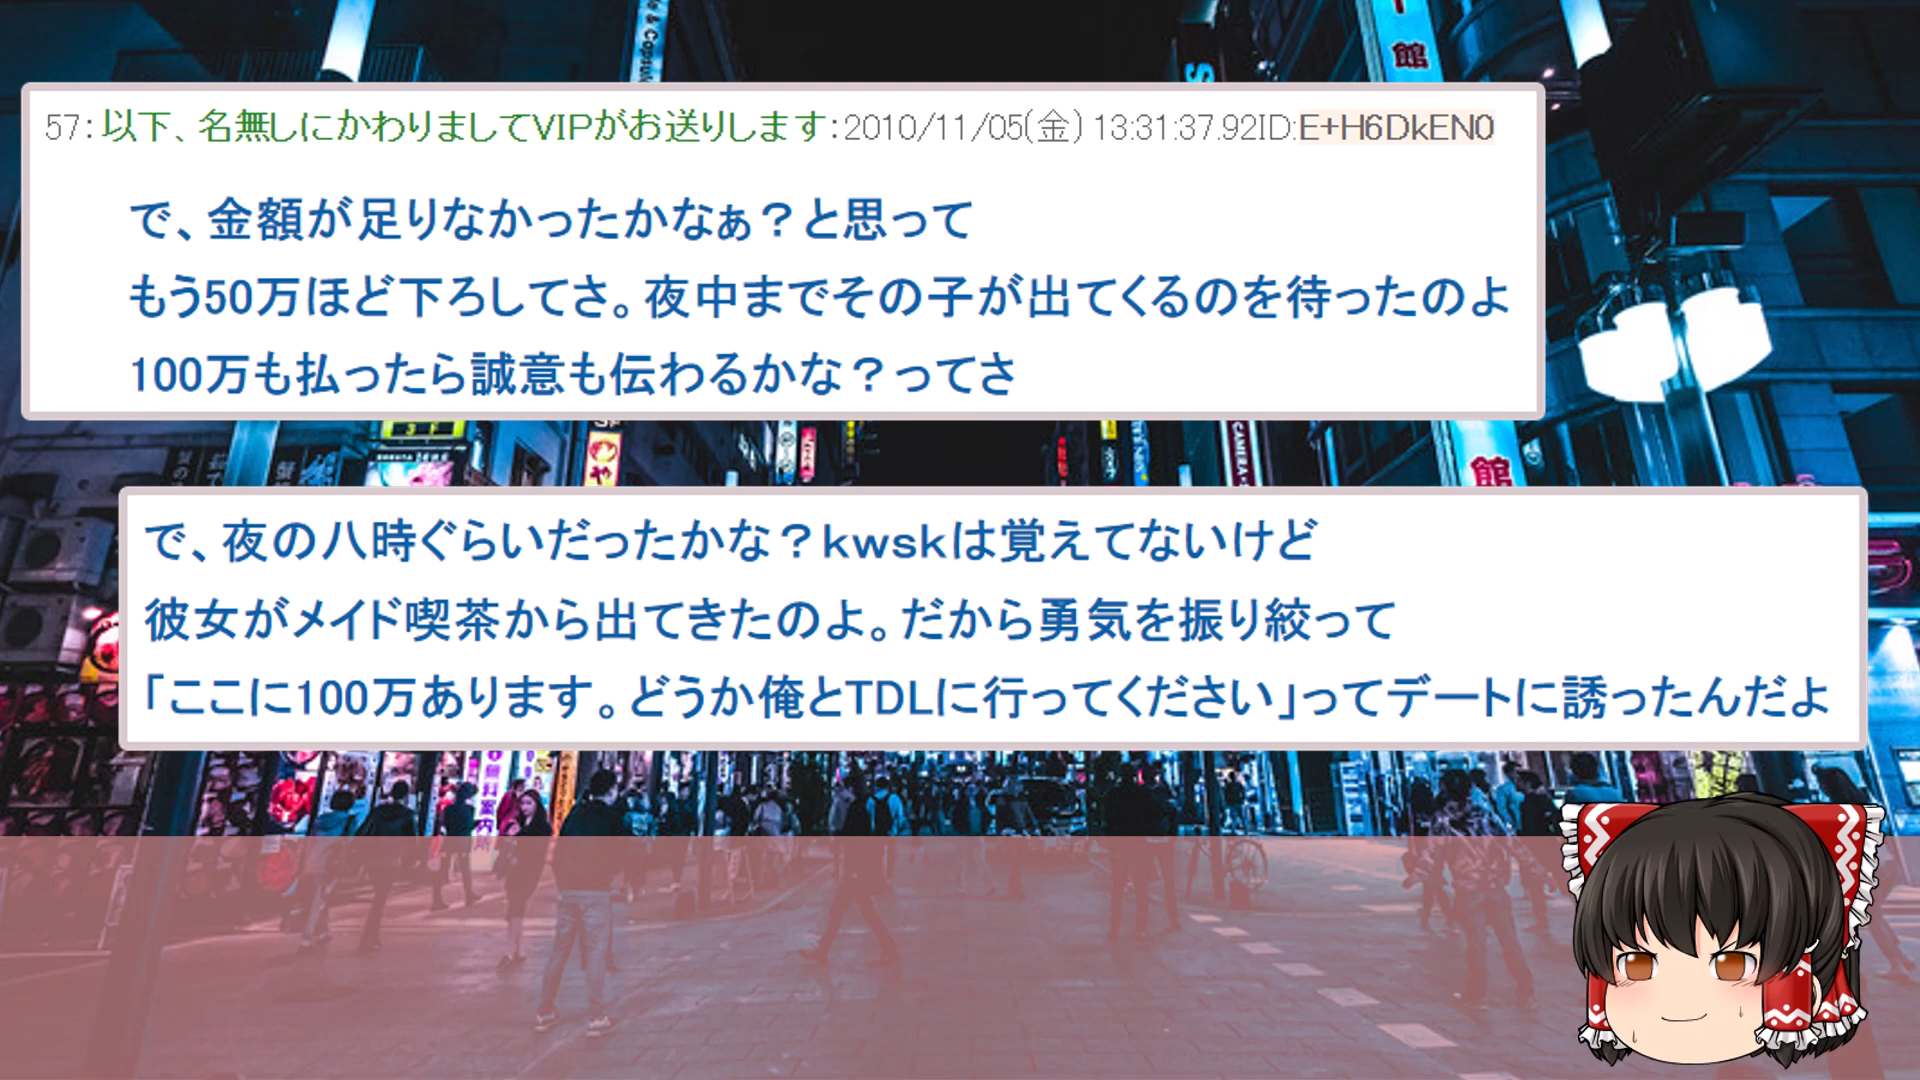 館
57：以下、名無しにかわりましてVIPがお送りします：2010/11/05(金) 13:31:37.92ID:E+H6DkEN0
で、金額が足りなかったかなぁ？と思って
もう50万ほど下ろしてさ。夜中までその子が出てくるのを待ったのよ
100万も払ったら誠意も伝わるかな？ってさ
CAMERA
館
で、夜の八時ぐらいだったかな？ｋｗｓｋは覚えてないけど
彼女がメイド喫茶から出てきたのよ。だから勇気を振り絞って
「ここに100万あります。どうか俺とTDLに行ってください」ってデートに誘ったんだよ
無料案内所